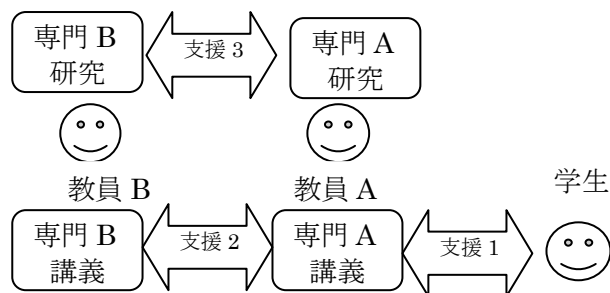 専門 B
研究
支援 3
専門 A
研究
教員 B
教員 A
学生
専門 B
講義
支援 2
専門 A
講義
支援 1